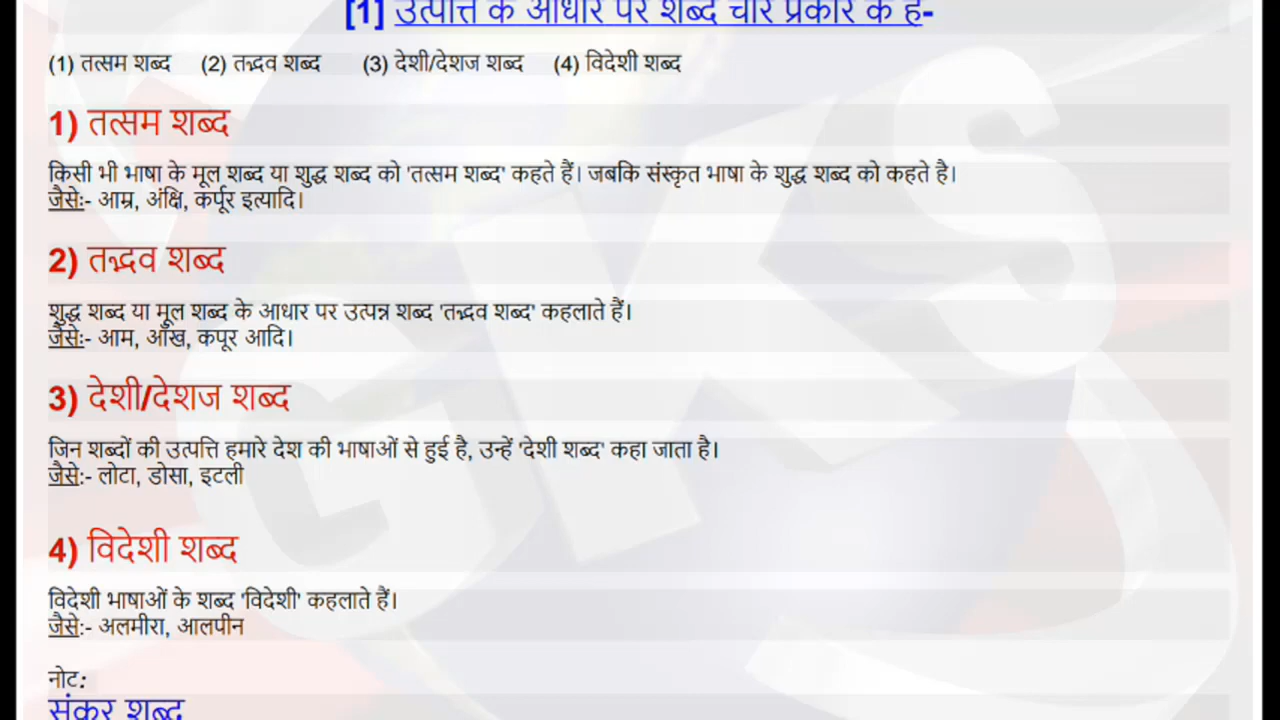 [1] उत्पत्ति के आधार पर शब्द चार प्रकार के हैं-
(1) तत्सम शब्द (2) तद्भव शब्द (3) देशी/देशज शब्द (4) विदेशी शब्द
1) तत्सम शब्द
किसी भी भाषा के मूल शब्द या शुद्ध शब्द को 'तत्सम शब्द' कहते हैं। जबकि संस्कृत भाषा के शुद्ध शब्द को कहते है।
जैसेः- आम्र, अंक्षि, कर्पूर इत्यादि।
2) तद्भव शब्द
शुद्ध शब्द या मूल शब्द के आधार पर उत्पन्न शब्द 'तद्भव शब्द' कहलाते हैं।
जैसेः- आम, आँख, कपूर आदि।
3) देशी/देशज शब्द
जिन शब्दों की उत्पत्ति हमारे देश की भाषाओं से हुई है, उन्हें 'देशी शब्द' कहा जाता है।
जैसे:- लोटा, डोसा, इटली
4) विदेशी शब्द
विदेशी भाषाओं के शब्द 'विदेशी' कहलाते हैं।
जैसे:- अलमीरा, आलपीन
नोट:
संकर शब्द
GKS